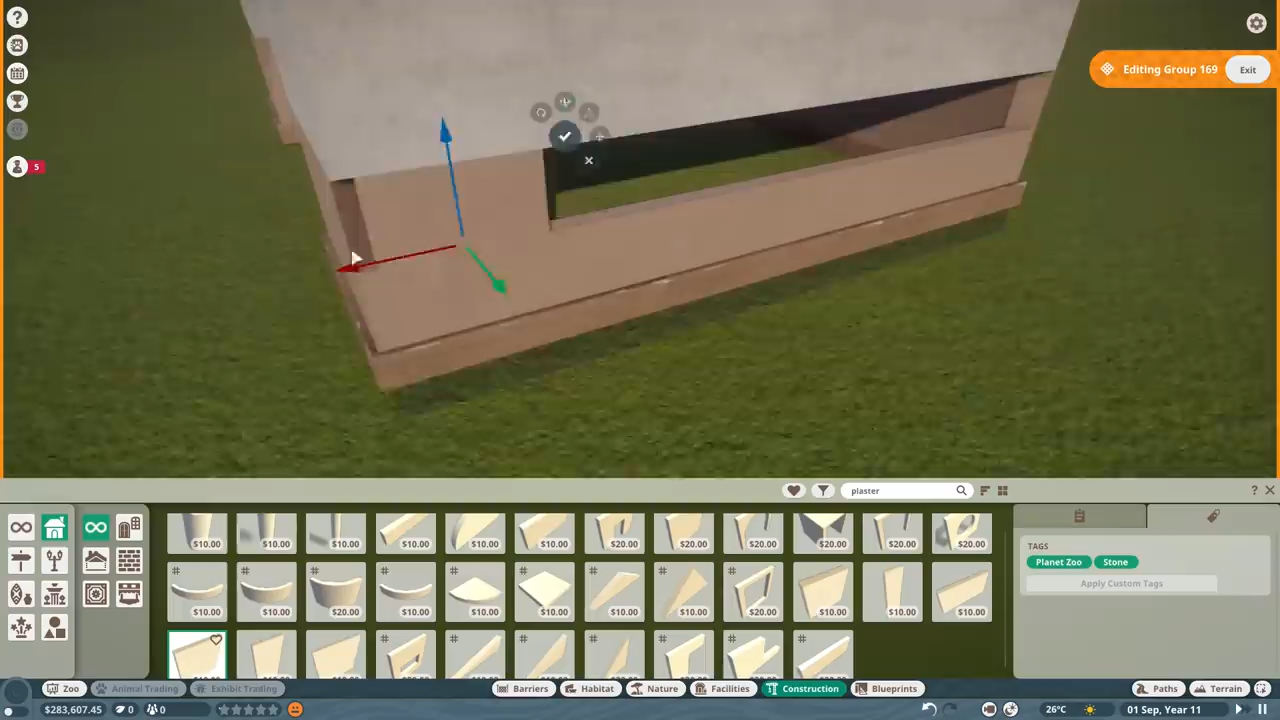 ?
Editing Group 169
Exit
5
plaster
?
$10.00 $10.00 $10.00 $10.00 $10.00 $10.00 $20.00 $20.00 $20.00 $20.00 $20.00 $20.00
# # # # # # # # #
$10.00 $10.00 $20.00 $10.00 $10.00 $10.00 $10.00 $10.00 $20.00 $10.00 $10.00 $10.00
# # # # # # #
TAGS
Planet Zoo Stone
Apply Custom Tags
Zoo Animal Trading Exhibit Trading Barriers Habitat Nature Facilities Construction Blueprints Paths Terrain
$283,607.45 0 0 26°C 01 Sep, Year 11